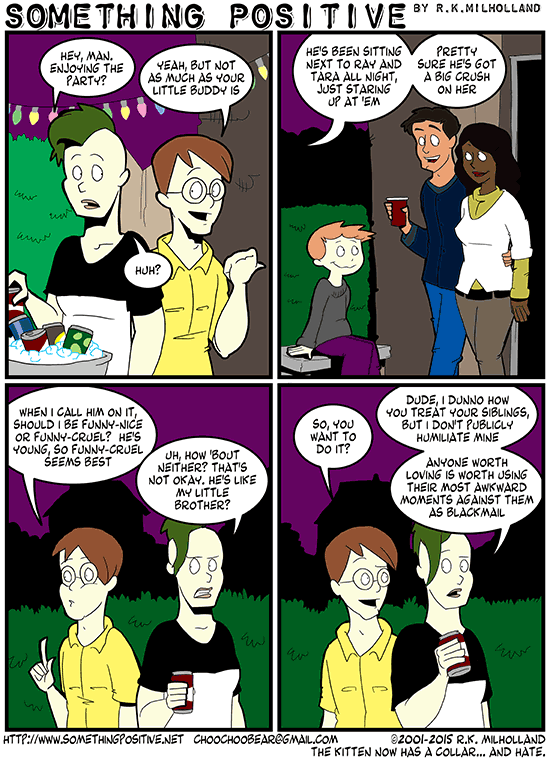 SOMETHING POSITIVE BY R.K.MILHOLLAND
HEY, MAN.
ENJOYING THE
PARTY?
YEAH, BUT NOT
AS MUCH AS YOUR
LITTLE BUDDY IS
HUH?
HE'S BEEN SITTING
NEXT TO RAY AND
TARA ALL NIGHT,
JUST STARING
UP AT 'EM
PRETTY
SURE HE'S GOT
A BIG CRUSH
ON HER
WHEN I CALL HIM ON IT,
SHOULD I BE FUNNY-NICE
OR FUNNY-CRUEL? HE'S
YOUNG, SO FUNNY-CRUEL
SEEMS BEST
UH, HOW 'BOUT
NEITHER? THAT'S
NOT OKAY. HE'S LIKE
MY LITTLE
BROTHER?
SO, YOU
WANT TO
DO IT?
DUDE, I DUNNO HOW
YOU TREAT YOUR SIBLINGS,
BUT I DON'T PUBLICLY
HUMILIATE MINE
ANYONE WORTH
LOVING IS WORTH USING
THEIR MOST AWKWARD
MOMENTS AGAINST THEM
AS BLACKMAIL
HTTP://WWW.SOMETHINGPOSITIVE.NET CHOOCHOOBEAR@GMAIL.COM ©2001-2015 R.K. MILHOLLAND
THE KITTEN NOW HAS A COLLAR... AND HATE.